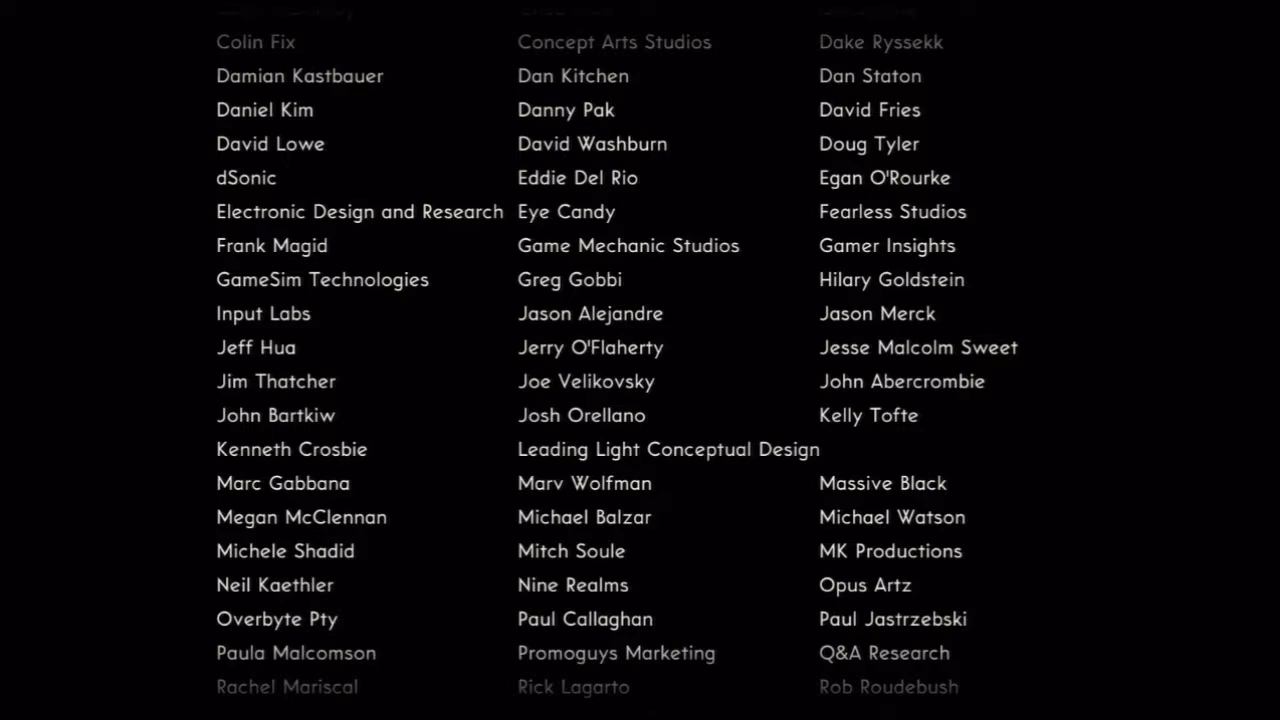 Colin Fix Concept Arts Studios Dake Ryssekk
Damian Kastbauer Dan Kitchen Dan Staton
Daniel Kim Danny Pak David Fries
David Lowe David Washburn Doug Tyler
dSonic Eddie Del Rio Egan O'Rourke
Electronic Design and Research Eye Candy Fearless Studios
Frank Magid Game Mechanic Studios Gamer Insights
GameSim Technologies Greg Gobbi Hilary Goldstein
Input Labs Jason Alejandre Jason Merck
Jeff Hua Jerry O'Flaherty Jesse Malcolm Sweet
Jim Thatcher Joe Velikovsky John Abercrombie
John Bartkiw Josh Orellano Kelly Tofte
Kenneth Crosbie Leading Light Conceptual Design
Marc Gabbana Marv Wolfman Massive Black
Megan McClennan Michael Balzar Michael Watson
Michele Shadid Mitch Soule MK Productions
Neil Kaethler Nine Realms Opus Artz
Overbyte Pty Paul Callaghan Paul Jastrzebski
Paula Malcomson Promoguys Marketing Q&A Research
Rachel Mariscal Rick Lagarto Rob Roudebush